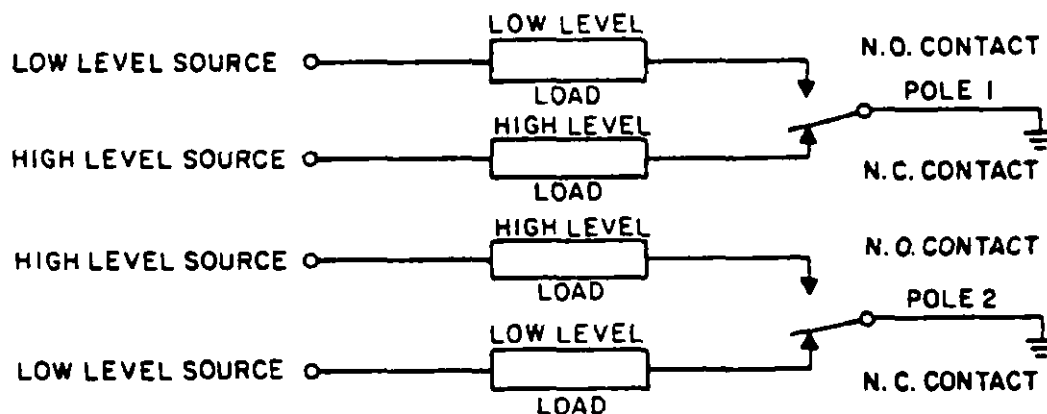 LOW LEVEL
N.O. CONTACT
LOW LEVEL SOURCE
LOAD
POLE 1
HIGH LEVEL
HIGH LEVEL SOURCE
N.C. CONTACT
LOAD
HIGH LEVEL
N.O. CONTACT
HIGH LEVEL SOURCE
LOAD
POLE 2
LOW LEVEL
LOW LEVEL SOURCE
N.C. CONTACT
LOAD